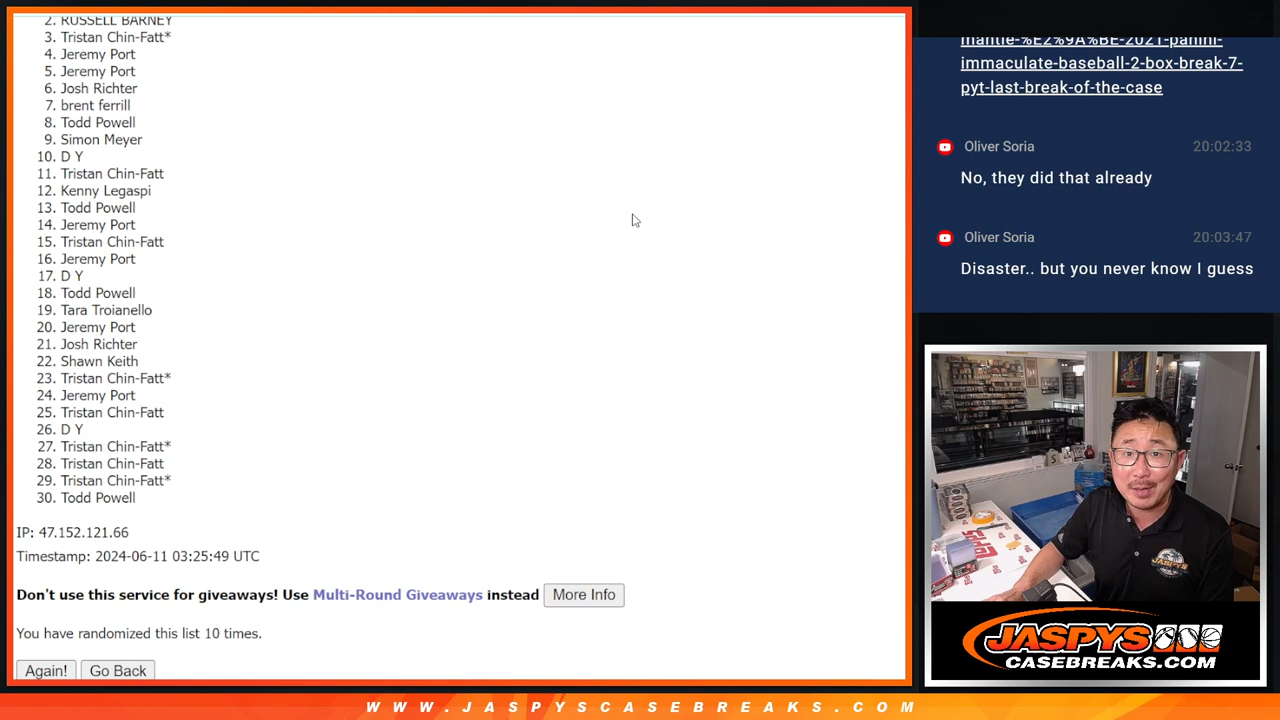 2. RUSSELL BARNEY
3. Tristan Chin-Fatt*
4. Jeremy Port
5. Jeremy Port
6. Josh Richter
7. brent ferrill
8. Todd Powell
9. Simon Meyer
10. D Y
11. Tristan Chin-Fatt
12. Kenny Legaspi
13. Todd Powell
14. Jeremy Port
15. Tristan Chin-Fatt
16. Jeremy Port
17. D Y
18. Todd Powell
19. Tara Troianello
20. Jeremy Port
21. Josh Richter
22. Shawn Keith
23. Tristan Chin-Fatt*
24. Jeremy Port
25. Tristan Chin-Fatt
26. D Y
27. Tristan Chin-Fatt*
28. Tristan Chin-Fatt
29. Tristan Chin-Fatt*
30. Todd Powell
IP: 47.152.121.66
Timestamp: 2024-06-11 03:25:49 UTC
Don't use this service for giveaways! Use Multi-Round Giveaways instead More Info
You have randomized this list 10 times.
Again! Go Back
mantle-%E2%9A%BE-2021-panini-
immaculate-baseball-2-box-break-7-
pyt-last-break-of-the-case
Oliver Soria 20:02:33
No, they did that already
Oliver Soria 20:03:47
Disaster.. but you never know I guess
JASPYS
JASPYS
CASEBREAKS.COM
WWW.JASPYSCASEBREAKS.COM